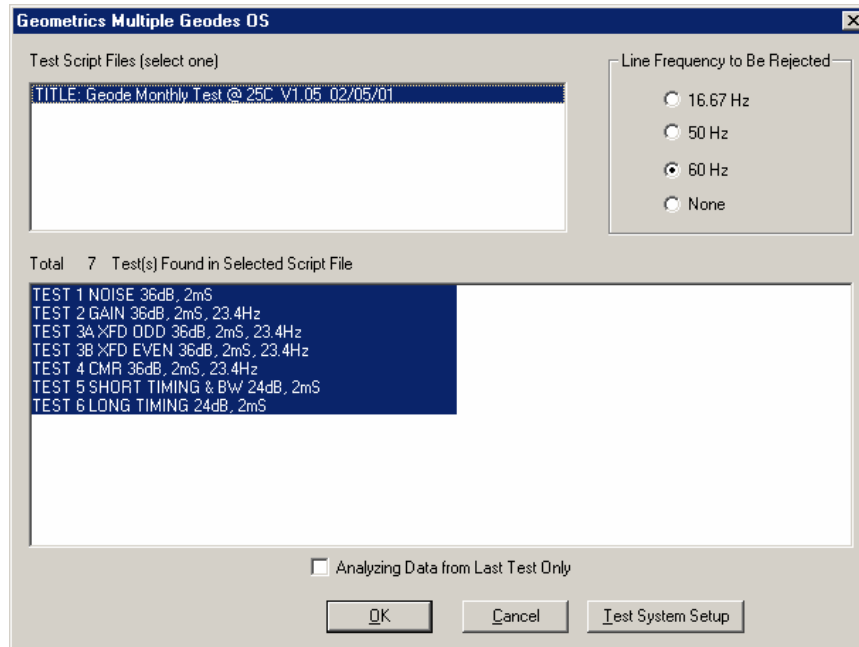 Geometrics Multiple Geodes OS
Test Script Files (select one)
TITLE: Geode Monthly Test @ 25C V1.05 02/05/01
Line Frequency to Be Rejected
16.67 Hz
50 Hz
60 Hz
None
Total 7 Test(s) Found in Selected Script File
TEST 1 NOISE 36dB, 2mS
TEST 2 GAIN 36dB, 2mS, 23.4Hz
TEST 3A XFD ODD 36dB, 2mS, 23.4Hz
TEST 3B XFD EVEN 36dB, 2mS, 23.4Hz
TEST 4 CMR 36dB, 2mS, 23.4Hz
TEST 5 SHORT TIMING & BW 24dB, 2mS
TEST 6 LONG TIMING 24dB, 2mS
Analyzing Data from Last Test Only
OK
Cancel
Test System Setup